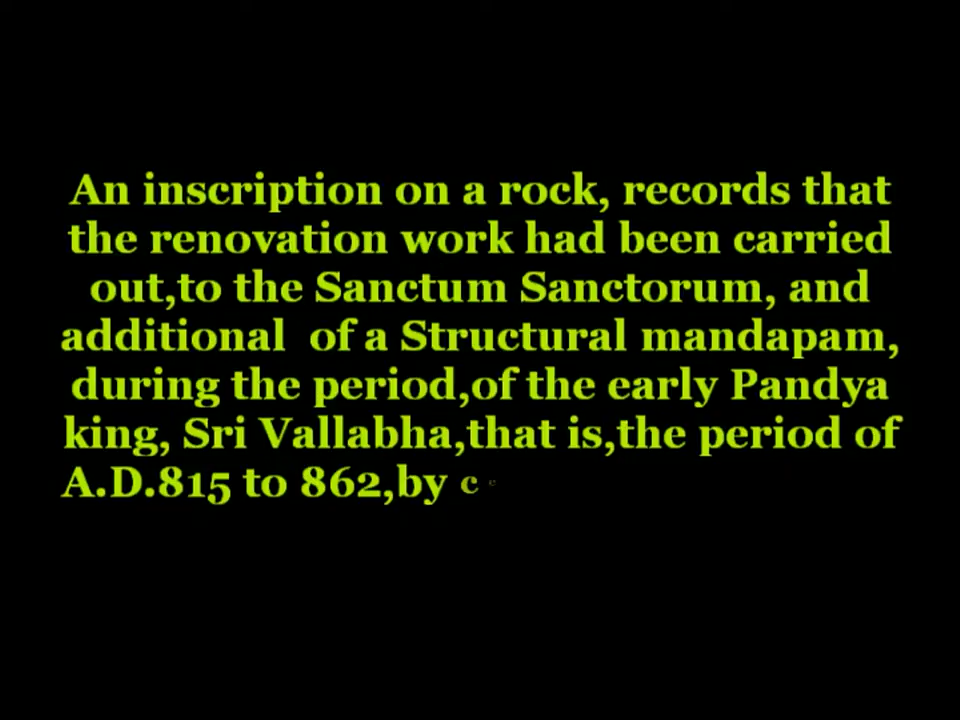 An inscription on a rock, records that
the renovation work had been carried
out,to the Sanctum Sanctorum, and
additional of a Structural mandapam,
during the period,of the early Pandya
king, Sri Vallabha,that is,the period of
A.D.815 to 862,by c